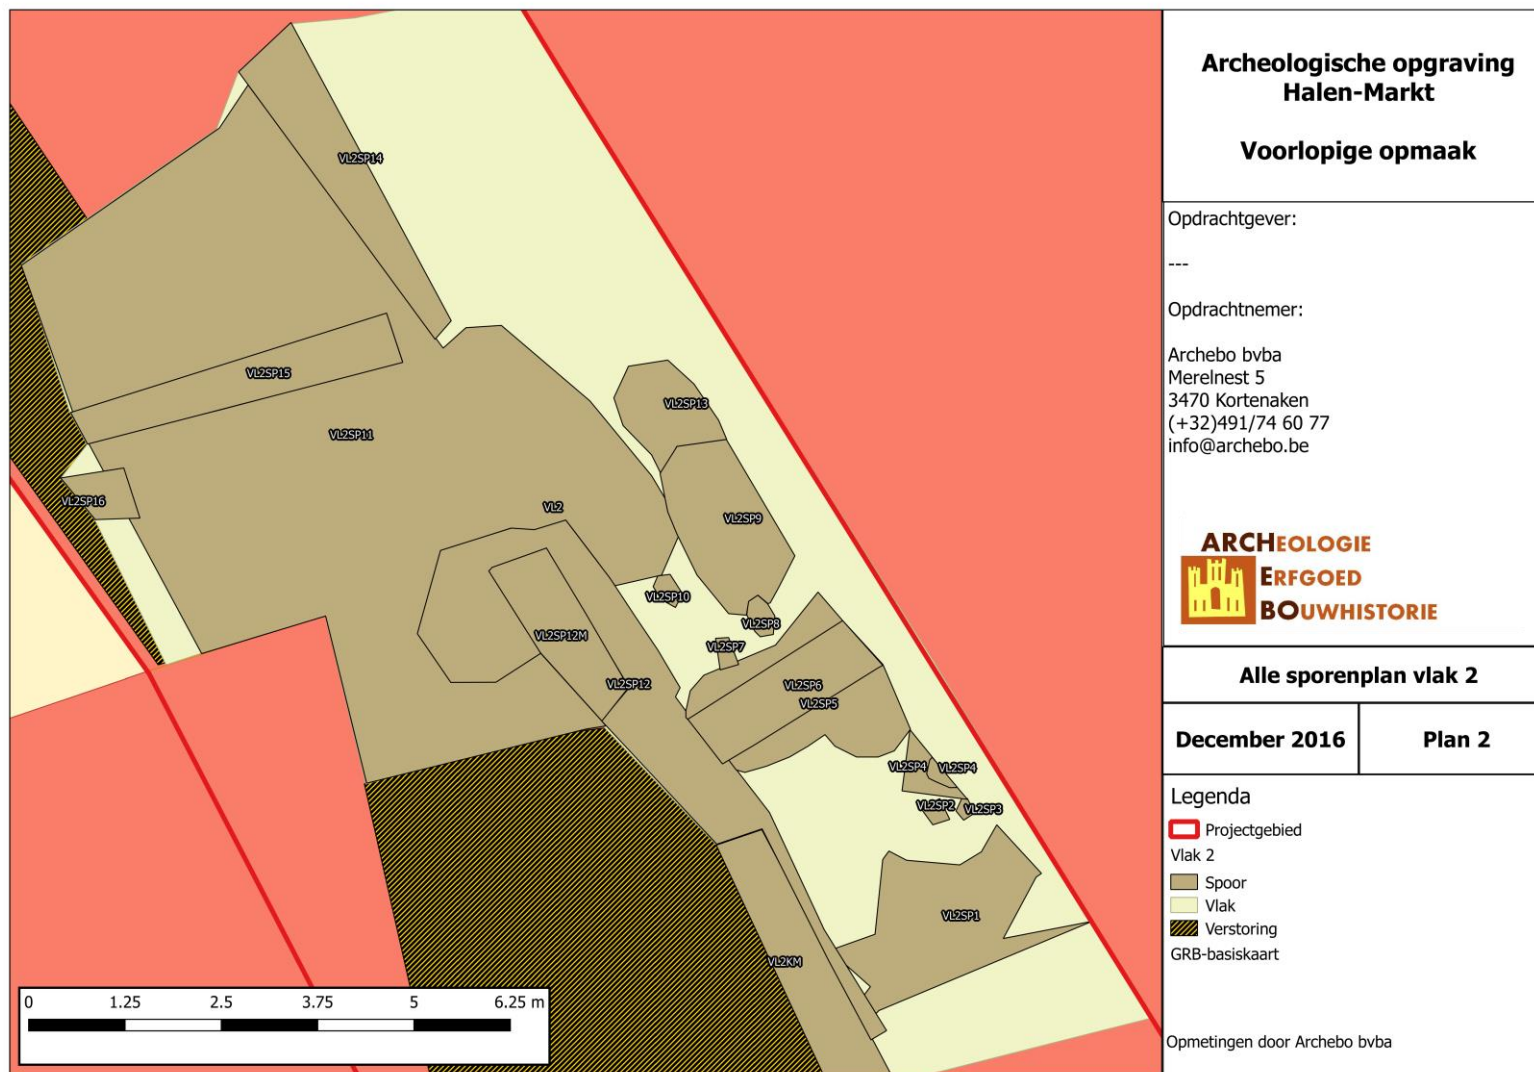 VL2SP14
VL2SP15
VL2SP13
VL2SP11
VL2SP16
VL2
VL2SP9
VL2SP10
VL2SP8
VL2SP12M
VL2SP7
VL2SP12
VL2SP6
VL2SP5
VL2SP4
VL2SP4
VL2SP2
VL2SP3
VL2SP1
VL2KM
0 1.25 2.5 3.75 5 6.25 m
Archeologische opgraving
Halen-Markt
Voorlopige opmaak
Opdrachtgever:
---
Opdrachtnemer:
Archebo bvba
Merelnest 5
3470 Kortenaken
(+32)491/74 60 77
info@archebo.be
ARCHEOLOGIE
ERFGOED
BOUWHISTORIE
Alle sporenplan vlak 2
December 2016
Plan 2
Legenda
Projectgebied
Vlak 2
Spoor
Vlak
Verstoring
GRB-basiskaart
Opmetingen door Archebo bvba